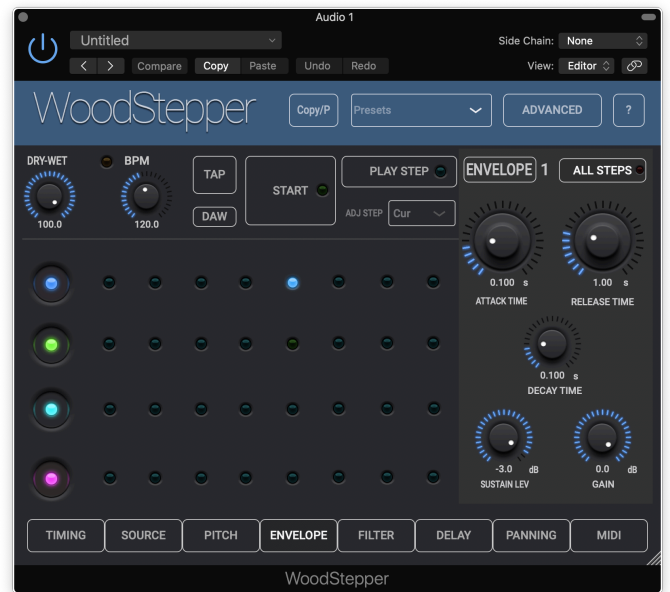 Audio 1
Untitled
Side Chain: None
Compare Copy Paste Undo Redo
View: Editor
WoodStepper
Copy/P
Presets
ADVANCED
?
DRY-WET
100.0
BPM
120.0
TAP
DAW
START
PLAY STEP
ADJ STEP Cur
ENVELOPE 1
ALL STEPS
0.100 s
ATTACK TIME
1.00 s
RELEASE TIME
0.100 s
DECAY TIME
-3.0 dB
SUSTAIN LEV
0.0 dB
GAIN
TIMING SOURCE PITCH ENVELOPE FILTER DELAY PANNING MIDI
WoodStepper